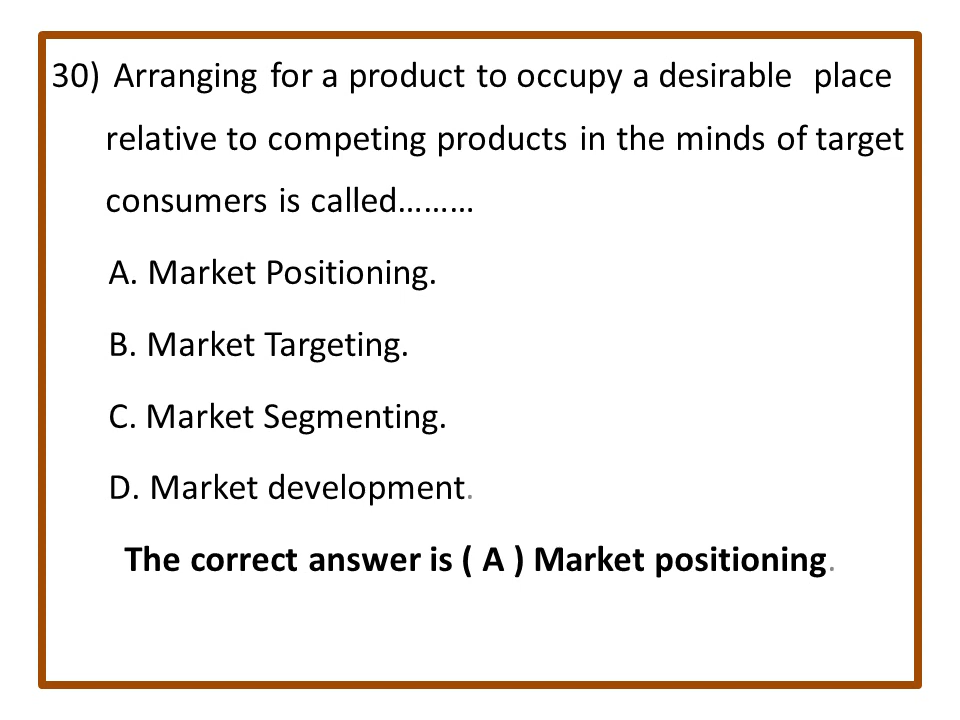 30) Arranging for a product to occupy a desirable place
relative to competing products in the minds of target
consumers is called………
A. Market Positioning.
B. Market Targeting.
C. Market Segmenting.
D. Market development.
The correct answer is ( A ) Market positioning.